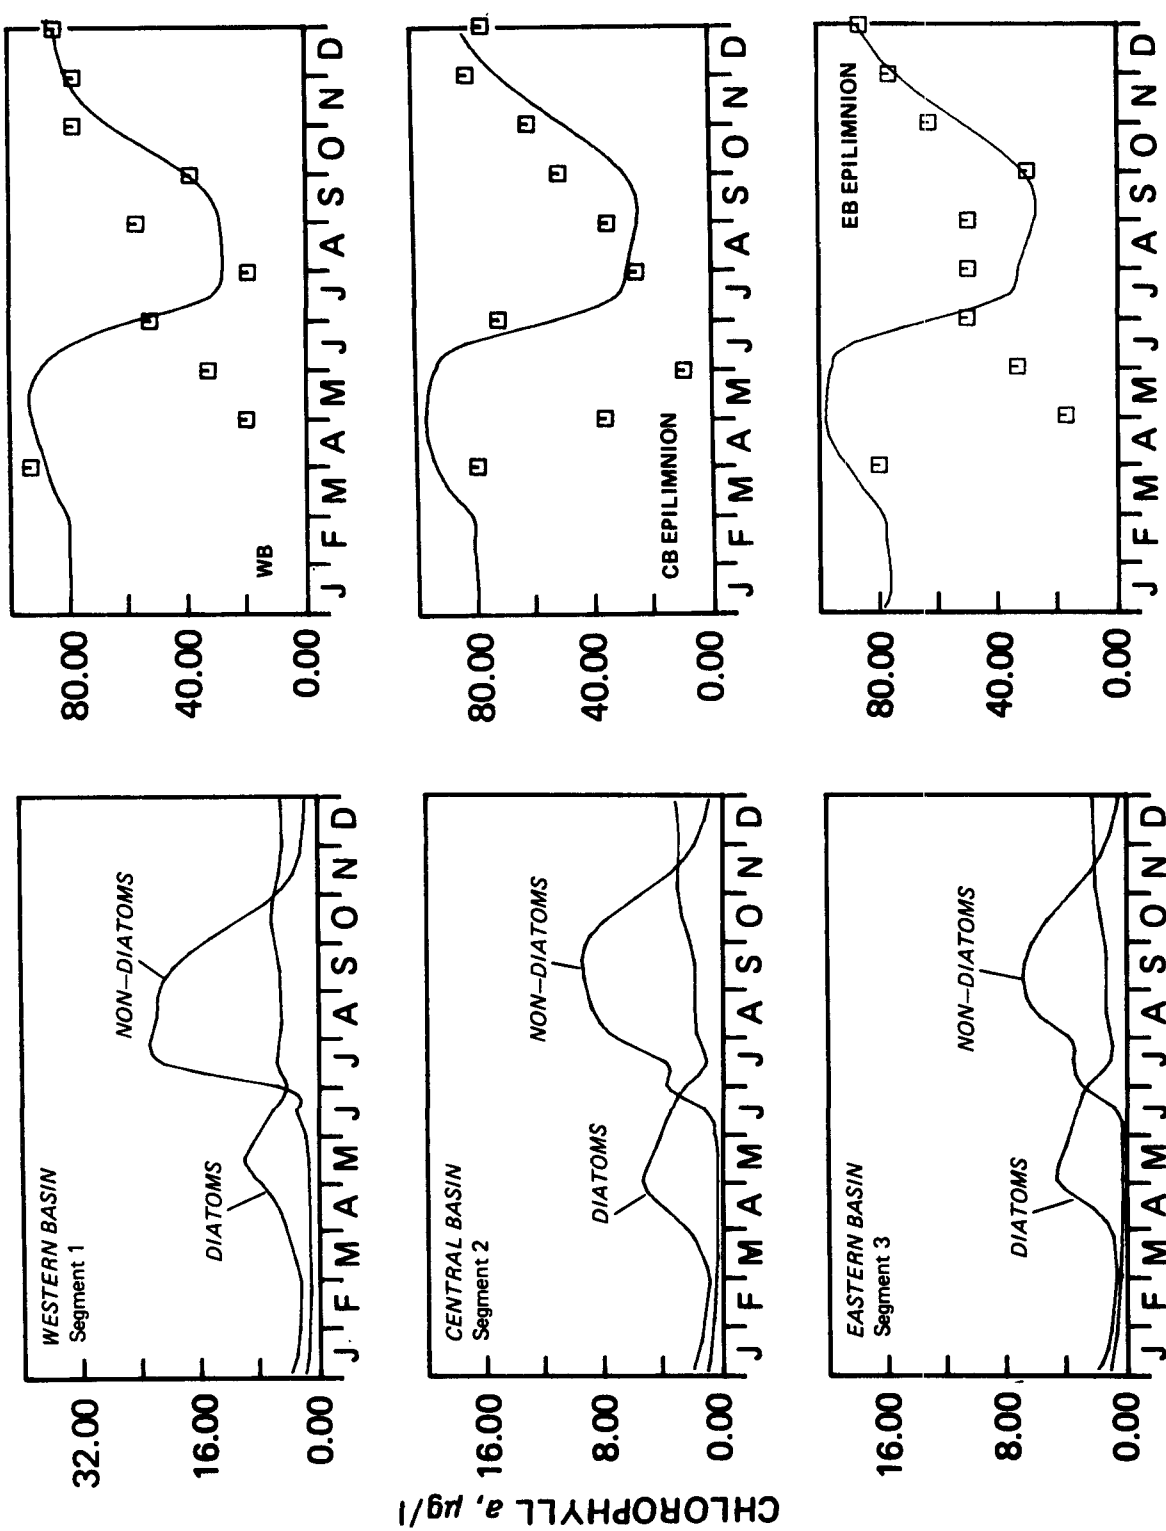 CHLOROPHYLL a, μg/l
WESTERN BASIN
Segment 1
DIATOMS
NON–DIATOMS
32.00
16.00
0.00
J F M A M J J A S O N D
CENTRAL BASIN
Segment 2
DIATOMS
NON–DIATOMS
16.00
8.00
0.00
J F M A M J J A S O N D
EASTERN BASIN
Segment 3
DIATOMS
NON–DIATOMS
16.00
8.00
0.00
J F M A M J J A S O N D
WB
80.00
40.00
0.00
J F M A M J J A S O N D
CB EPILIMNION
80.00
40.00
0.00
J F M A M J J A S O N D
EB EPILIMNION
80.00
40.00
0.00
J F M A M J J A S O N D